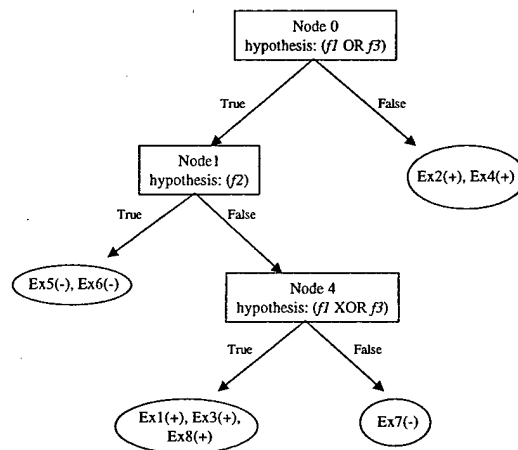 Node 0
hypothesis: (f1 OR f3)
True
False
Node1
hypothesis: (f2)
Ex2(+), Ex4(+)
True
False
Ex5(-), Ex6(-)
Node 4
hypothesis: (f1 XOR f3)
True
False
Ex1(+), Ex3(+),
Ex8(+)
Ex7(-)